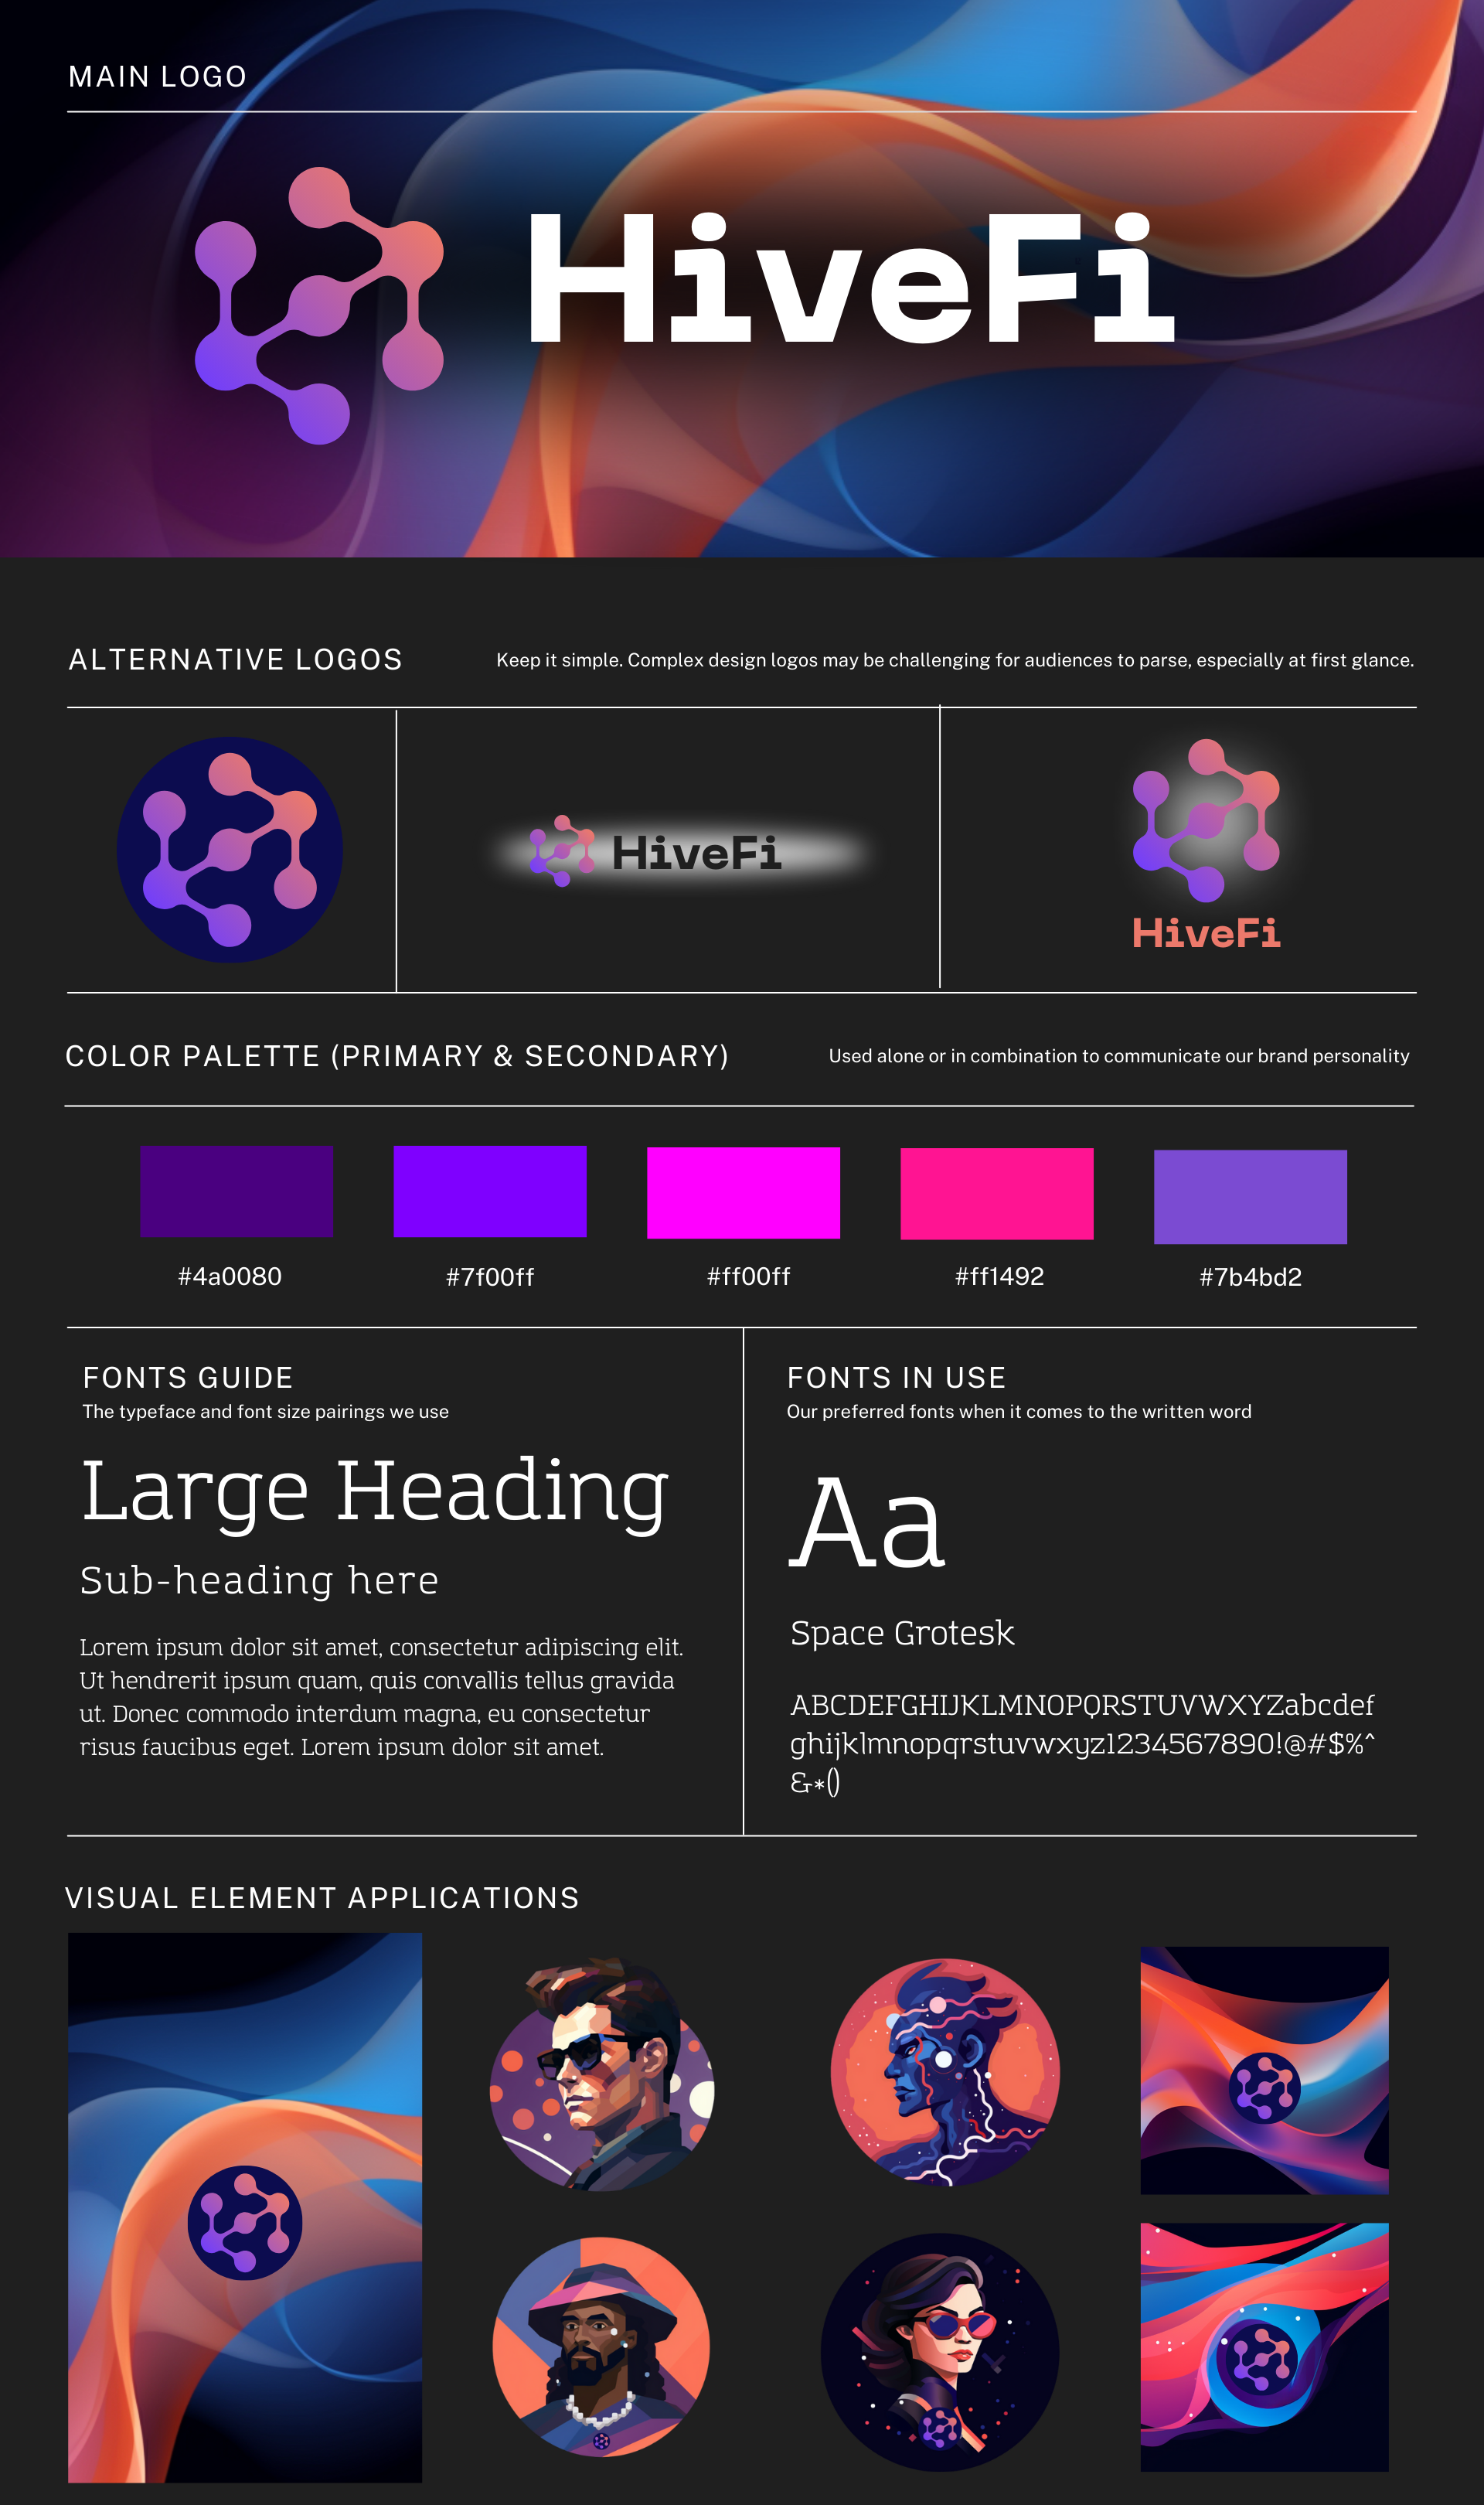 MAIN LOGO
HiveFi
ALTERNATIVE LOGOS
Keep it simple. Complex design logos may be challenging for audiences to parse, especially at first glance.
HiveFi
HiveFi
COLOR PALETTE (PRIMARY & SECONDARY)
Used alone or in combination to communicate our brand personality
#4a0080
#7f00ff
#ff00ff
#ff1492
#7b4bd2
FONTS GUIDE
The typeface and font size pairings we use
Large Heading
Sub-heading here
Lorem ipsum dolor sit amet, consectetur adipiscing elit.
Ut hendrerit ipsum quam, quis convallis tellus gravida
ut. Donec commodo interdum magna, eu consectetur
risus faucibus eget. Lorem ipsum dolor sit amet.
FONTS IN USE
Our preferred fonts when it comes to the written word
Aa
Space Grotesk
ABCDEFGHIJKLMNOPQRSTUVWXYZabcdef
ghijklmnopqrstuvwxyz1234567890!@#$%^
&*()
VISUAL ELEMENT APPLICATIONS